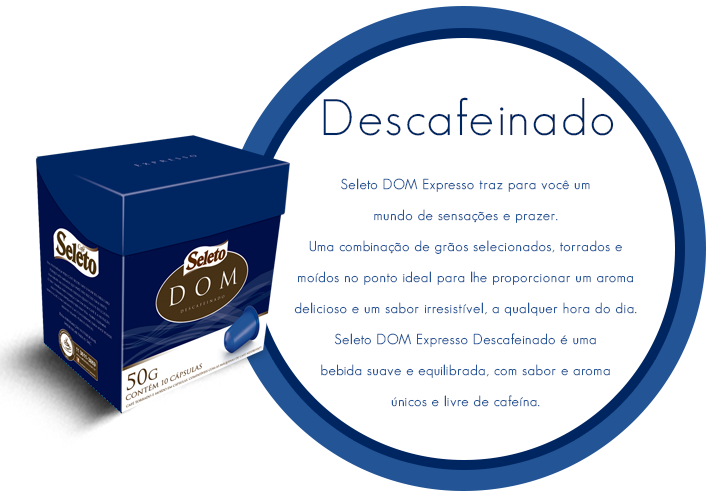 Descafeinado
Seleto DOM Expresso traz para você um
mundo de sensações e prazer.
Uma combinação de grãos selecionados, torrados e
moídos no ponto ideal para lhe proporcionar um aroma
delicioso e um sabor irresistível, a qualquer hora do dia.
Seleto DOM Expresso Descafeinado é uma
bebida suave e equilibrada, com sabor e aroma
únicos e livre de cafeína.
EXPRESSO
Café
Seleto
Seleto
DOM
DESCAFEINADO
50G
CONTÉM 10 CÁPSULAS